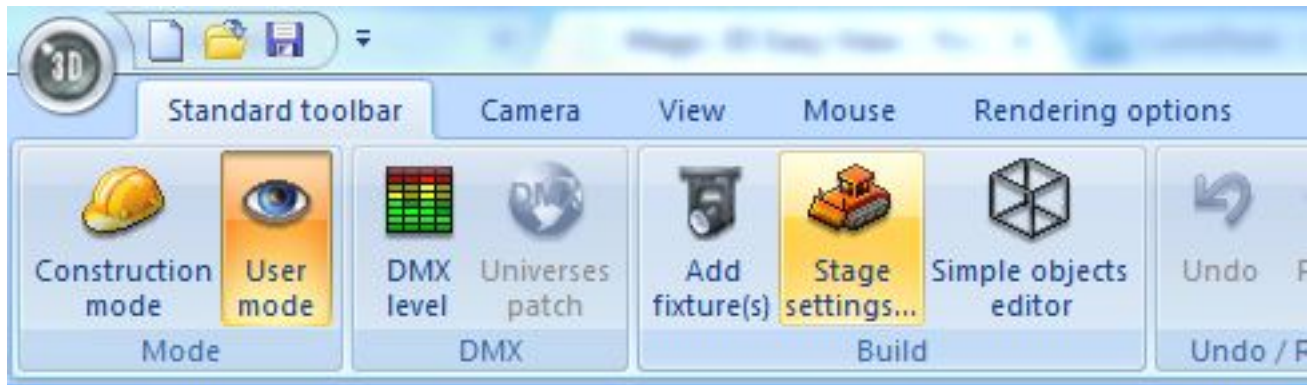 3D
Standard toolbar Camera View Mouse Rendering options
Construction mode User mode DMX level DMX Universes patch Add fixture(s) Stage settings... Simple objects editor Undo
Mode DMX Build Undo /